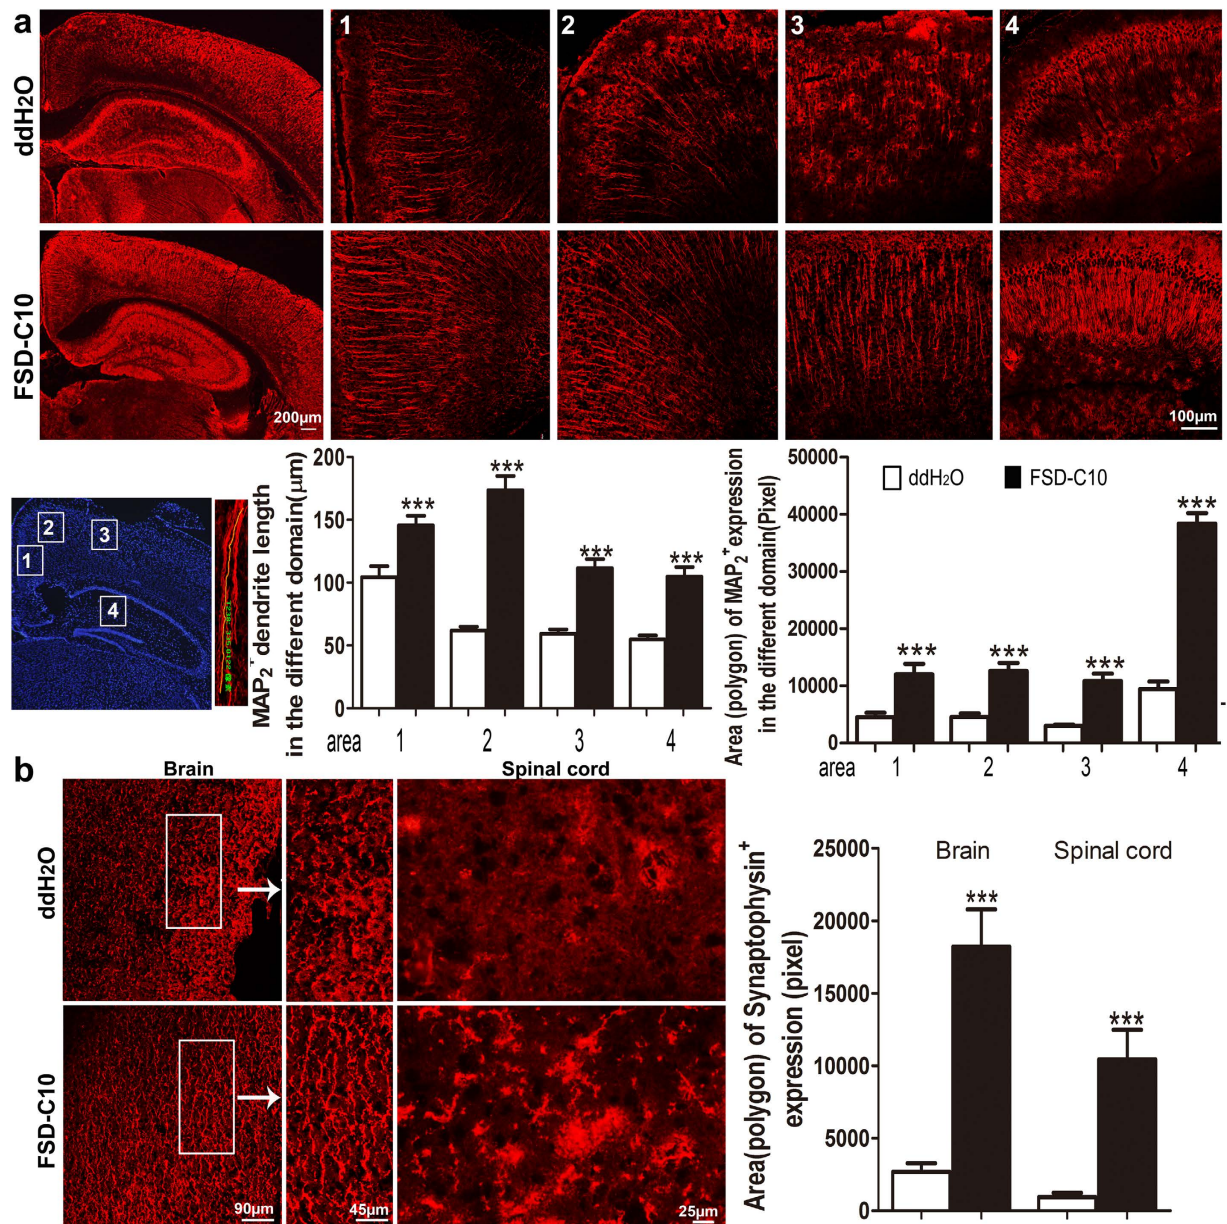 a
1
2
3
4
ddH2O
FSD-C10
200μm
100μm
1
2
3
4
MAP2+ dendrite length
in the different domain(μm)
200
150
100
50
0
***
***
***
***
area 1 2 3 4
Area (polygon) of MAP2+ expression
in the different domain(Pixel)
50000
40000
30000
20000
10000
0
ddH2O
FSD-C10
***
***
***
***
area 1 2 3 4
b
Brain
Spinal cord
ddH2O
FSD-C10
90μm
45μm
25μm
Area(polygon) of Synaptophysin+
expression (pixel)
25000
20000
15000
10000
5000
0
Brain
Spinal cord
***
***